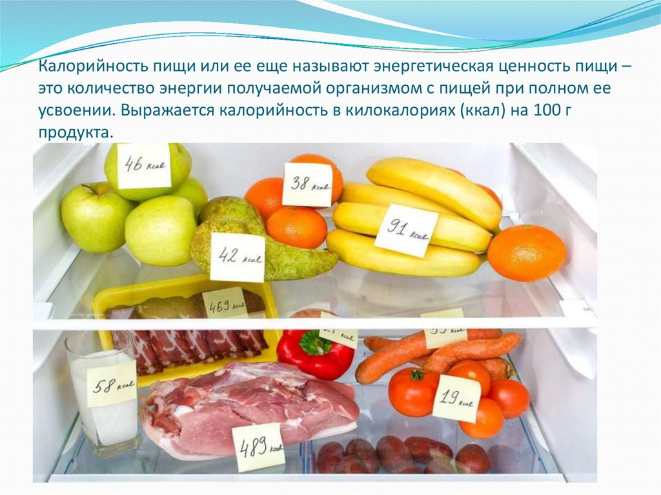 Калорийность пищи или ее еще называют энергетическая ценность пищи –
это количество энергии получаемой организмом с пищей при полном ее
усвоении. Выражается калорийность в килокалориях (ккал) на 100 г
продукта.
46 ккал
38 ккал
91 ккал
42 ккал
469 ккал
58 ккал
19 ккал
489 ккал